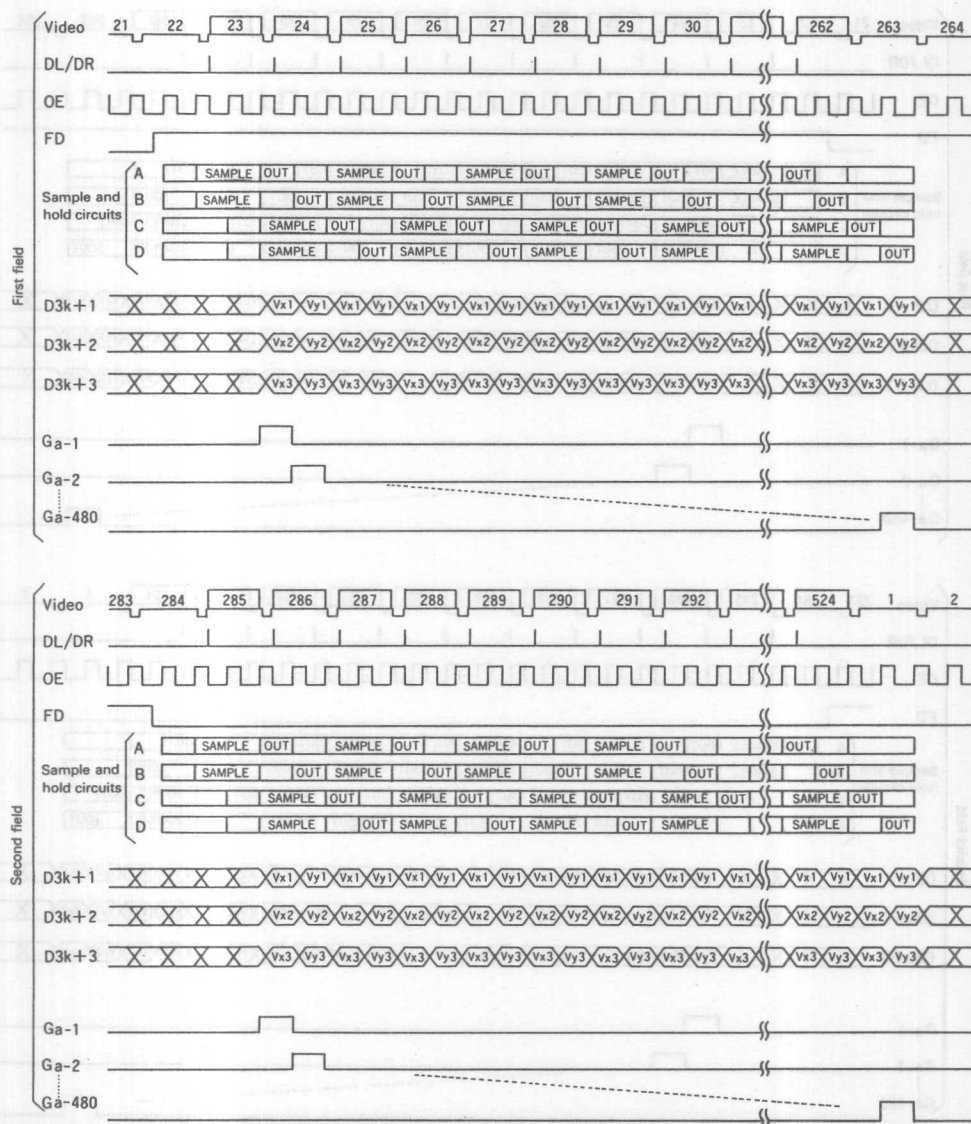 First field
Video 21 22 23 24 25 26 27 28 29 30 262 263 264
DL/DR
OE
FD
Sample and hold circuits
A SAMPLE OUT SAMPLE OUT SAMPLE OUT SAMPLE OUT OUT
B SAMPLE OUT SAMPLE OUT SAMPLE OUT SAMPLE OUT OUT
C SAMPLE OUT SAMPLE OUT SAMPLE OUT SAMPLE OUT SAMPLE OUT
D SAMPLE OUT SAMPLE OUT SAMPLE OUT SAMPLE SAMPLE OUT
D3k+1 Vx1 Vy1 Vx1 Vy1 Vx1 Vy1 Vx1 Vy1 Vx1 Vy1 Vx1 Vy1 Vx1 Vy1 Vx1 Vx1 Vy1 Vx1 Vy1
D3k+2 Vx2 Vy2 Vx2 Vy2 Vx2 Vy2 Vx2 Vy2 Vx2 Vy2 Vx2 Vy2 Vx2 Vy2 Vx2 Vx2 Vy2 Vx2 Vy2
D3k+3 Vx3 Vy3 Vx3 Vy3 Vx3 Vy3 Vx3 Vy3 Vx3 Vy3 Vx3 Vy3 Vx3 Vy3 Vx3 Vx3 Vy3 Vx3 Vy3
Ga-1
Ga-2
Ga-480
Second field
Video 283 284 285 286 287 288 289 290 291 292 524 1 2
DL/DR
OE
FD
Sample and hold circuits
A SAMPLE OUT SAMPLE OUT SAMPLE OUT SAMPLE OUT OUT
B SAMPLE OUT SAMPLE OUT SAMPLE OUT SAMPLE OUT OUT
C SAMPLE OUT SAMPLE OUT SAMPLE OUT SAMPLE OUT SAMPLE OUT
D SAMPLE OUT SAMPLE OUT SAMPLE OUT SAMPLE SAMPLE OUT
D3k+1 Vx1 Vy1 Vx1 Vy1 Vx1 Vy1 Vx1 Vy1 Vx1 Vy1 Vx1 Vy1 Vx1 Vy1 Vx1 Vx1 Vy1 Vx1 Vy1
D3k+2 Vx2 Vy2 Vx2 Vy2 Vx2 Vy2 Vx2 Vy2 Vx2 Vy2 Vx2 Vy2 Vx2 Vy2 Vx2 Vx2 Vy2 Vx2 Vy2
D3k+3 Vx3 Vy3 Vx3 Vy3 Vx3 Vy3 Vx3 Vy3 Vx3 Vy3 Vx3 Vy3 Vx3 Vy3 Vx3 Vx3 Vy3 Vx3 Vy3
Ga-1
Ga-2
Ga-480